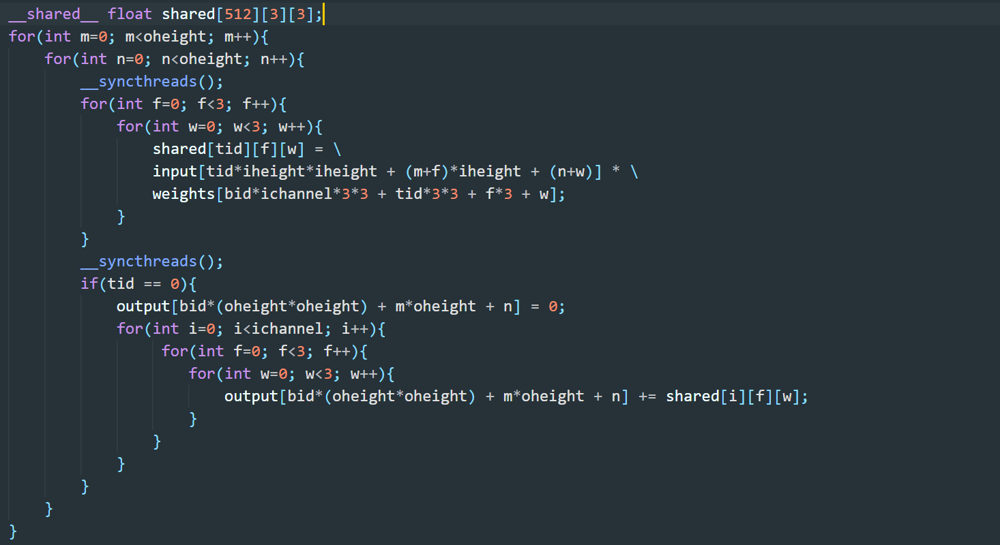 __shared__ float shared[512][3][3];
for(int m=0; m<oheight; m++){
    for(int n=0; n<oheight; n++){
        __syncthreads();
        for(int f=0; f<3; f++){
            for(int w=0; w<3; w++){
                shared[tid][f][w] = \
                input[tid*iheight*iheight + (m+f)*iheight + (n+w)] * \
                weights[bid*ichannel*3*3 + tid*3*3 + f*3 + w];
            }
        }
        __syncthreads();
        if(tid == 0){
            output[bid*(oheight*oheight) + m*oheight + n] = 0;
            for(int i=0; i<ichannel; i++){
                 for(int f=0; f<3; f++){
                    for(int w=0; w<3; w++){
                        output[bid*(oheight*oheight) + m*oheight + n] += shared[i][f][w];
                    }
                }
            }
        }
    }
}